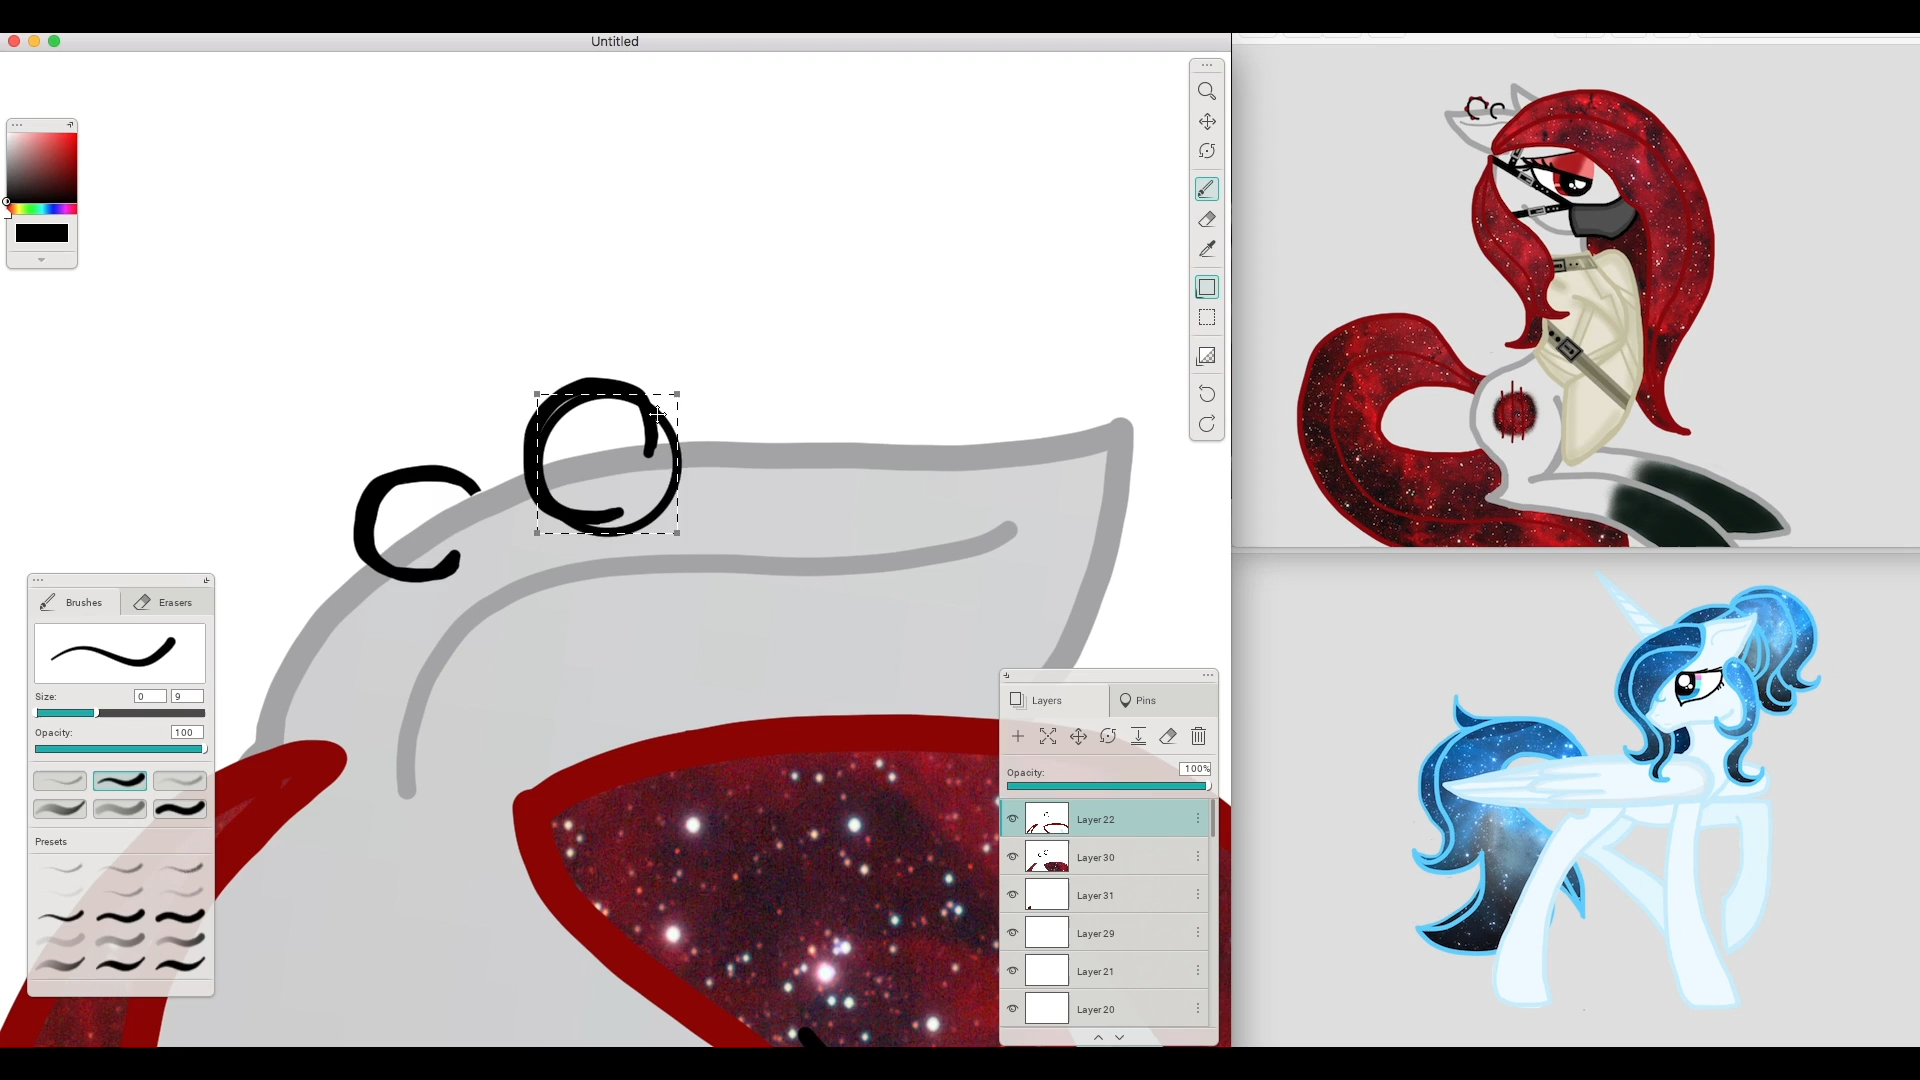 Untitled
Brushes
Erasers
Size:
0
9
Opacity:
100
Presets
Layers
Pins
Opacity:
100%
Layer 22
Layer 30
Layer 31
Layer 29
Layer 21
Layer 20